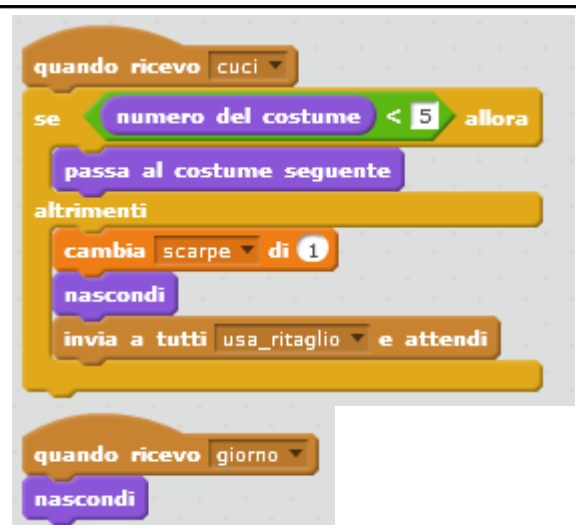 quando ricevo cuci
se numero del costume < 5 allora
passa al costume seguente
altrimenti
cambia scarpe di 1
nascondi
invia a tutti usa_ritaglio e attendi
quando ricevo giorno
nascondi